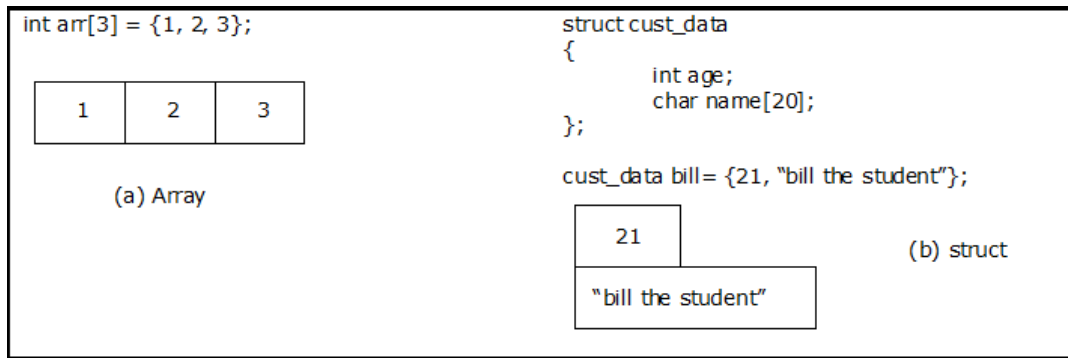 int arr[3] = {1, 2, 3};
1 2 3
(a) Array
struct cust_data
{
int age;
char name[20];
};
cust_data bill= {21, “bill the student”};
21
(b) struct
“bill the student”